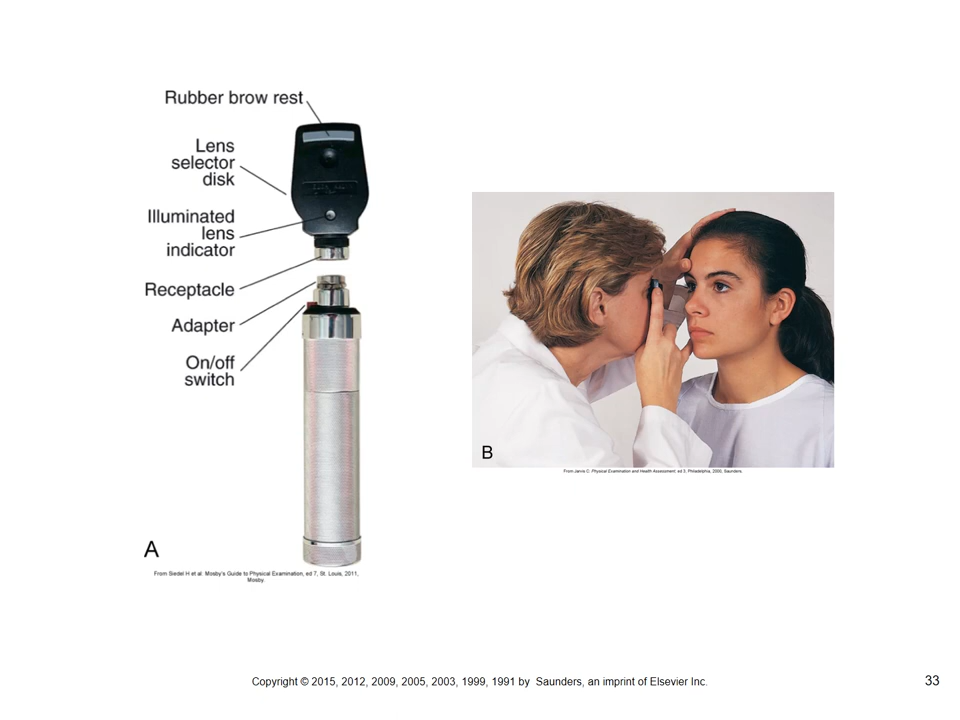 Rubber brow rest
Lens
selector
disk
Illuminated
lens
indicator
Receptacle
Adapter
On/off
switch
A
From Siedel H et al: Mosby's Guide to Physical Examination, ed 7, St. Louis, 2011,
Mosby.
B
From Jarvis C: Physical Examination and Health Assessment, ed 3, Philadelphia, 2000, Saunders.
Copyright © 2015, 2012, 2009, 2005, 2003, 1999, 1991 by Saunders, an imprint of Elsevier Inc.
33